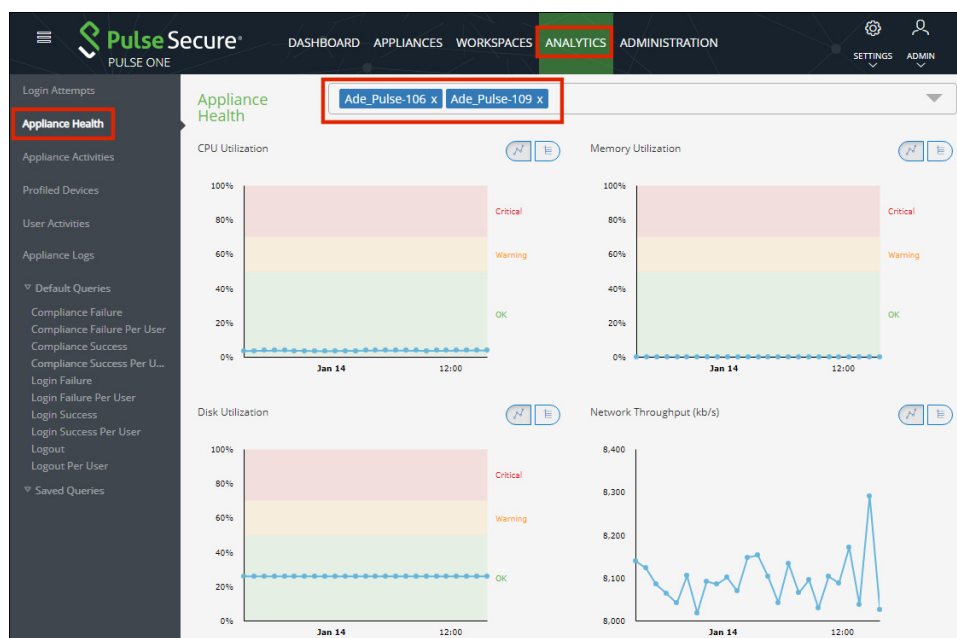 Pulse Secure®
PULSE ONE
DASHBOARD APPLIANCES WORKSPACES ANALYTICS ADMINISTRATION
SETTINGS ADMIN
Login Attempts
Appliance Health
Appliance Activities
Profiled Devices
User Activities
Appliance Logs
Default Queries
Compliance Failure
Compliance Failure Per User
Compliance Success
Compliance Success Per U...
Login Failure
Login Failure Per User
Login Success
Login Success Per User
Logout
Logout Per User
Saved Queries
Appliance
Health
Ade_Pulse-106 x Ade_Pulse-109 x
CPU Utilization
100%
80%
60%
40%
20%
0%
Critical
Warning
OK
Jan 14 12:00
Memory Utilization
100%
80%
60%
40%
20%
0%
Critical
Warning
OK
Jan 14 12:00
Disk Utilization
100%
80%
60%
40%
20%
0%
Critical
Warning
OK
Jan 14 12:00
Network Throughput (kb/s)
8,400
8,300
8,200
8,100
8,000
Jan 14 12:00